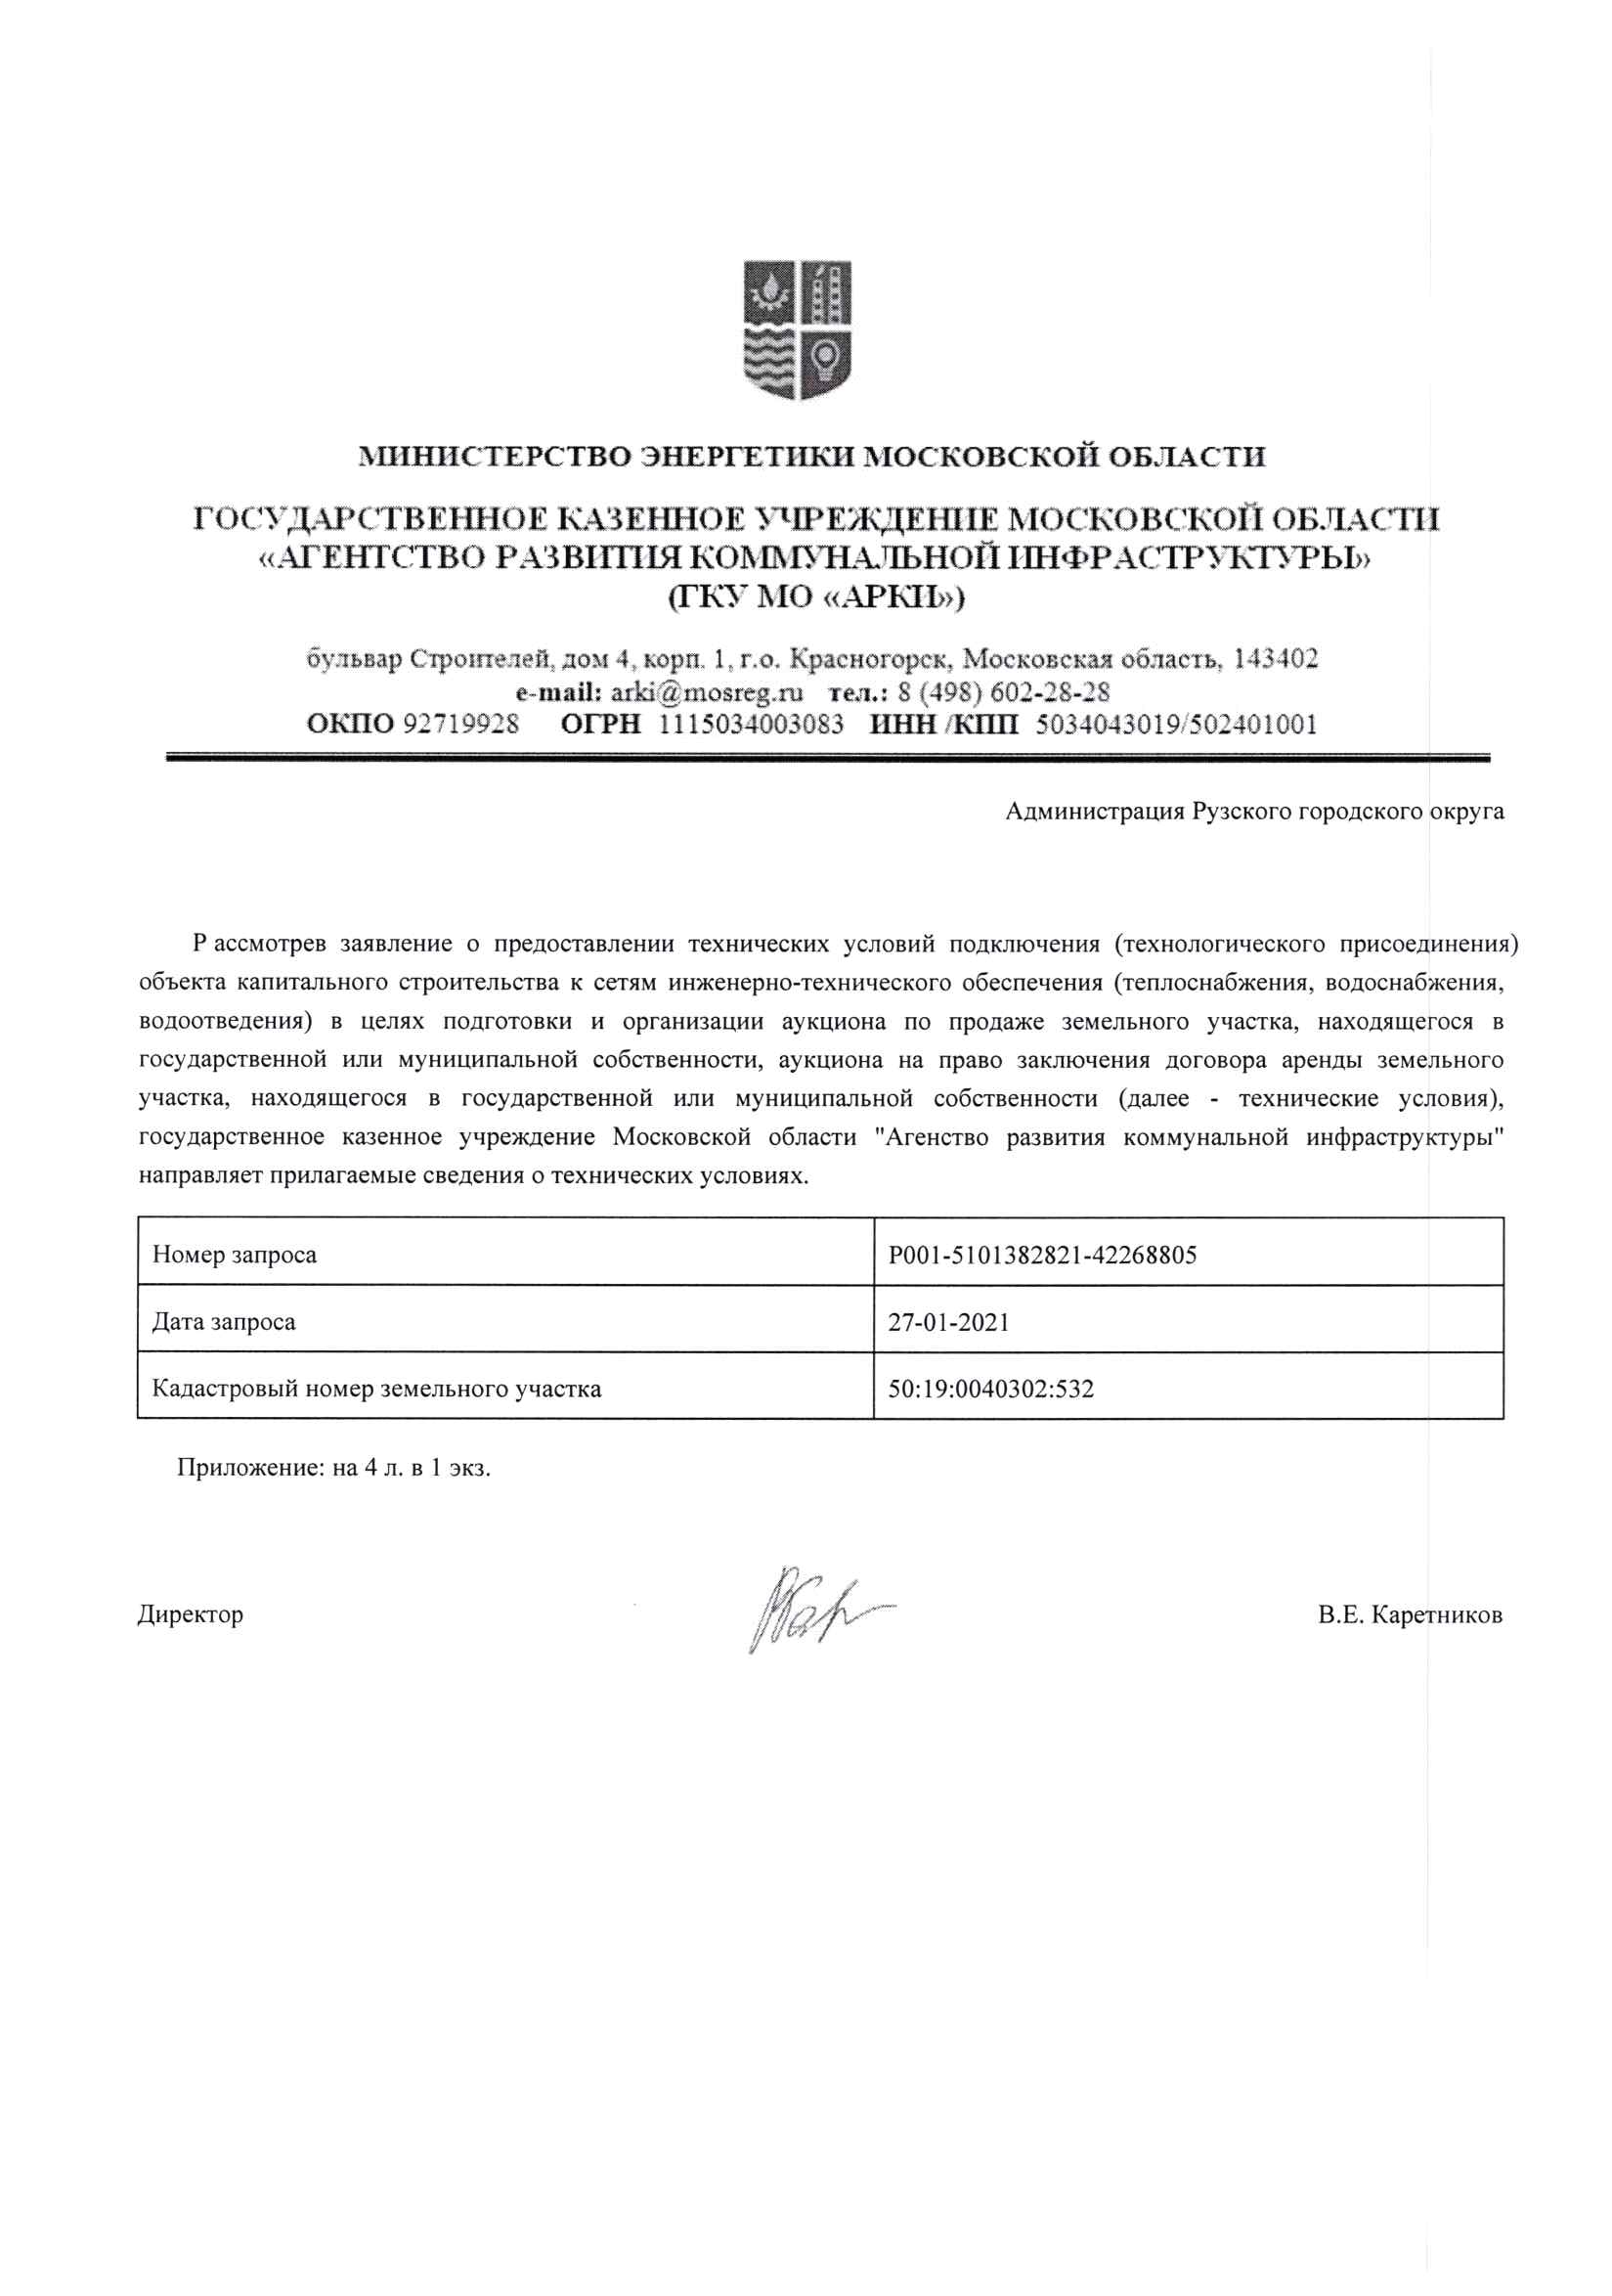 МИНИСТЕРСТВО ЭНЕРГЕТИКИ МОСКОВСКОЙ ОБЛАСТИ
ГОСУДАРСТВЕННОЕ КАЗЕННОЕ УЧРЕЖДЕНИЕ МОСКОВСКОЙ ОБЛАСТИ
«АГЕНТСТВО РАЗВИТИЯ КОММУНАЛЬНОЙ ИНФРАСТРУКТУРЫ»
(ГКУ МО «АРКИ»)
бульвар Строителей, дом 4, корп. 1, г.о. Красногорск, Московская область, 143402
e-mail: arki@mosreg.ru тел.: 8 (498) 602-28-28
ОКПО 92719928 ОГРН 1115034003083 ИНН /КПП 5034043019/502401001
Администрация Рузского городского округа
Р ассмотрев заявление о предоставлении технических условий подключения (технологического присоединения)
объекта капитального строительства к сетям инженерно-технического обеспечения (теплоснабжения, водоснабжения,
водоотведения) в целях подготовки и организации аукциона по продаже земельного участка, находящегося в
государственной или муниципальной собственности, аукциона на право заключения договора аренды земельного
участка, находящегося в государственной или муниципальной собственности (далее - технические условия),
государственное казенное учреждение Московской области "Агенство развития коммунальной инфраструктуры"
направляет прилагаемые сведения о технических условиях.
Номер запроса P001-5101382821-42268805
Дата запроса 27-01-2021
Кадастровый номер земельного участка 50:19:0040302:532
Приложение: на 4 л. в 1 экз.
Директор В.Е. Каретников